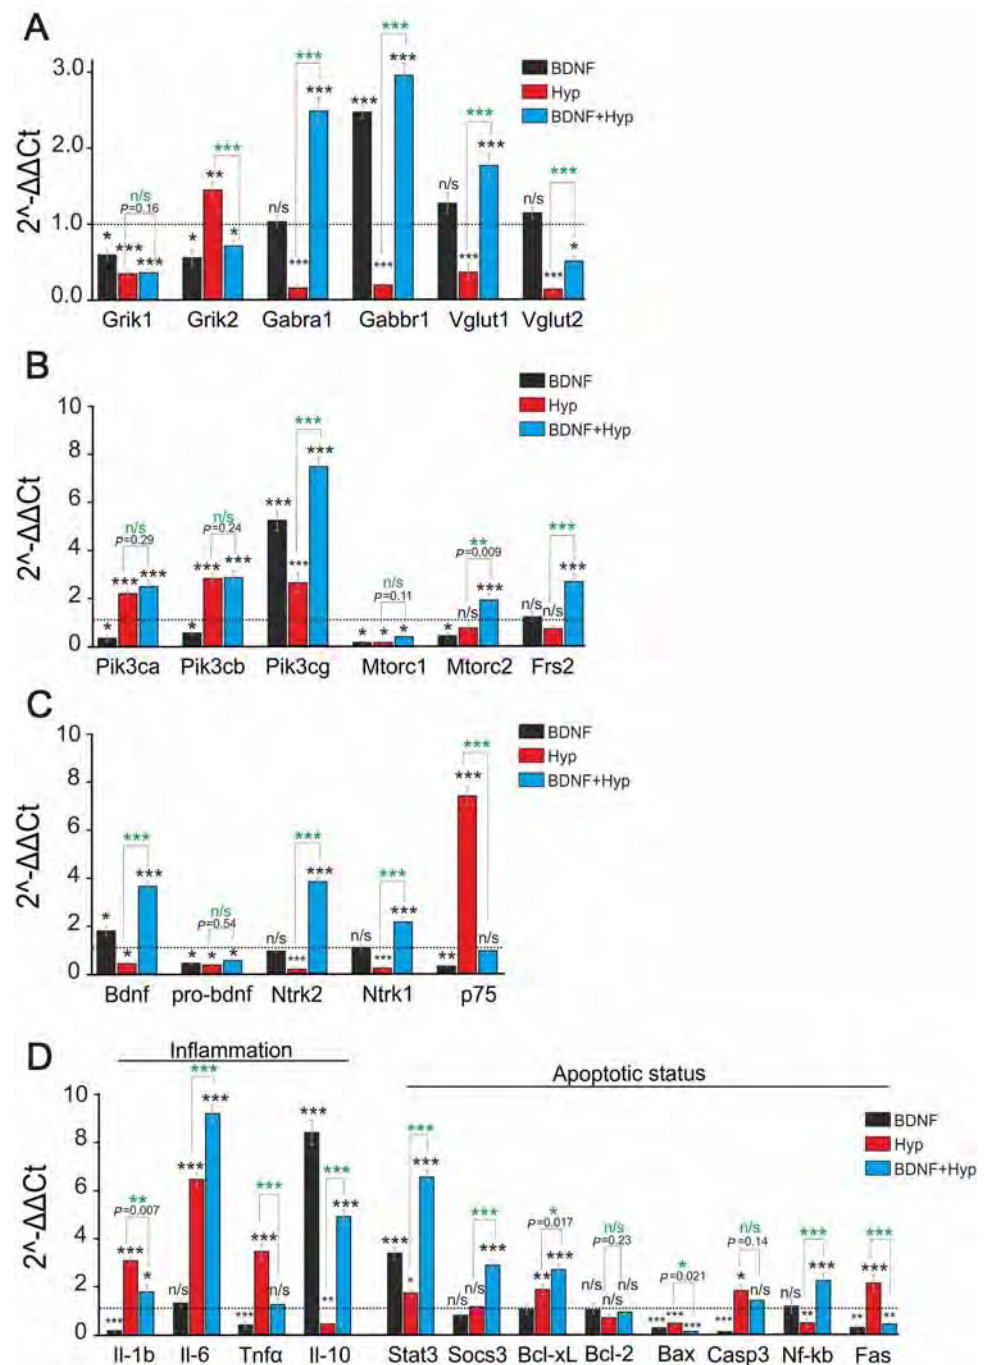 A
3.0
2.0
1.0
0.0
2^-ΔΔCt
BDNF
Hyp
BDNF+Hyp
*** *** *** ***
*** *** *** *** ***
n/s
P=0.16
** n/s n/s n/s
* *** *** * * *** *** *** *** *
Grik1 Grik2 Gabra1 Gabbr1 Vglut1 Vglut2
B
10
8
6
4
2
0
2^-ΔΔCt
BDNF
Hyp
BDNF+Hyp
***
***
n/s n/s *** ** ***
P=0.29 P=0.24 P=0.009
*** *** *** *** *** n/s *** ***
P=0.11
* * * * * * n/s n/s n/s
Pik3ca Pik3cb Pik3cg Mtorc1 Mtorc2 Frs2
C
10
8
6
4
2
0
2^-ΔΔCt
BDNF
Hyp
BDNF+Hyp
***
***
*** ***
*** *** ***
* n/s ***
P=0.54
n/s n/s n/s
* * * * *** *** **
Bdnf pro-bdnf Ntrk2 Ntrk1 p75
D
Inflammation
Apoptotic status
10
8
6
4
2
0
2^-ΔΔCt
BDNF
Hyp
BDNF+Hyp
***
*** ***
*** *** *** *** ***
** *** *** *** *** * n/s n/s *** ***
P=0.007 P=0.017 P=0.23 P=0.14
*** *** *** *** *** *** ***
* n/s n/s * n/s ** * * n/s
n/s n/s n/s n/s n/s P=0.021 n/s
*** *** ** *** *** *** *** ** ** **
Il-1b Il-6 Tnfα Il-10 Stat3 Socs3 Bcl-xL Bcl-2 Bax Casp3 Nf-kb Fas